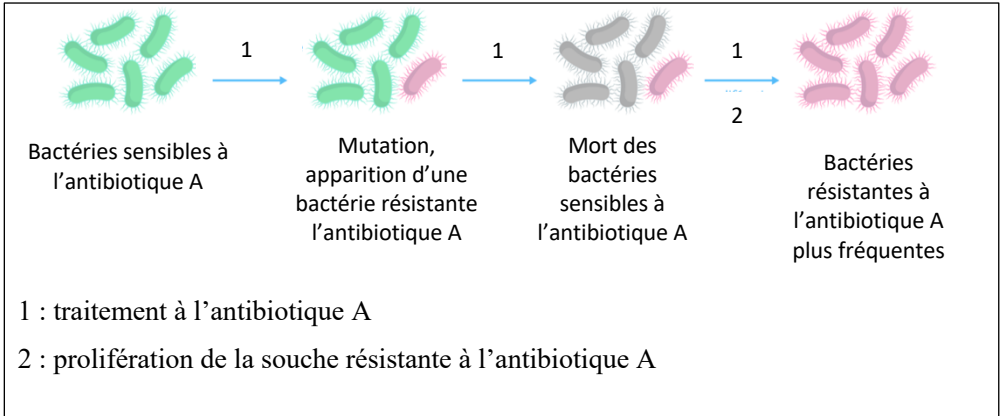 1
1
1
2
Bactéries sensibles à
l’antibiotique A
Mutation,
apparition d’une
bactérie résistante
l’antibiotique A
Mort des
bactéries
sensibles à
l’antibiotique A
Bactéries
résistantes à
l’antibiotique A
plus fréquentes
1 : traitement à l’antibiotique A
2 : prolifération de la souche résistante à l’antibiotique A